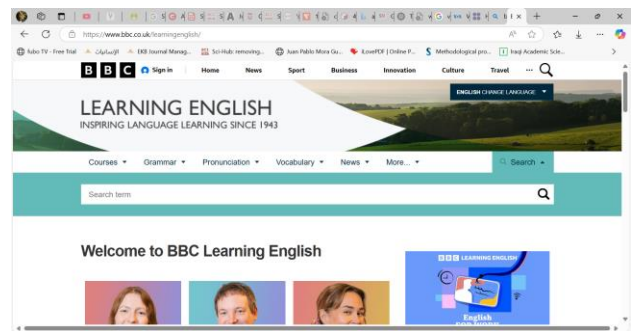 https://www.bbc.co.uk/learningenglish/
fubo TV - Free Trial EKB Journal Manag... Sci-Hub: removing... Juan Pablo Mora Gu... iLovePDF | Online P... Methodological pro... Iraqi Academic Scie...
BBC Sign in Home News Sport Business Innovation Culture Travel ...
ENGLISH CHANGE LANGUAGE
LEARNING ENGLISH
INSPIRING LANGUAGE LEARNING SINCE 1943
Courses Grammar Pronunciation Vocabulary News More... Search
Search term
Welcome to BBC Learning English
BBC LEARNING ENGLISH
English